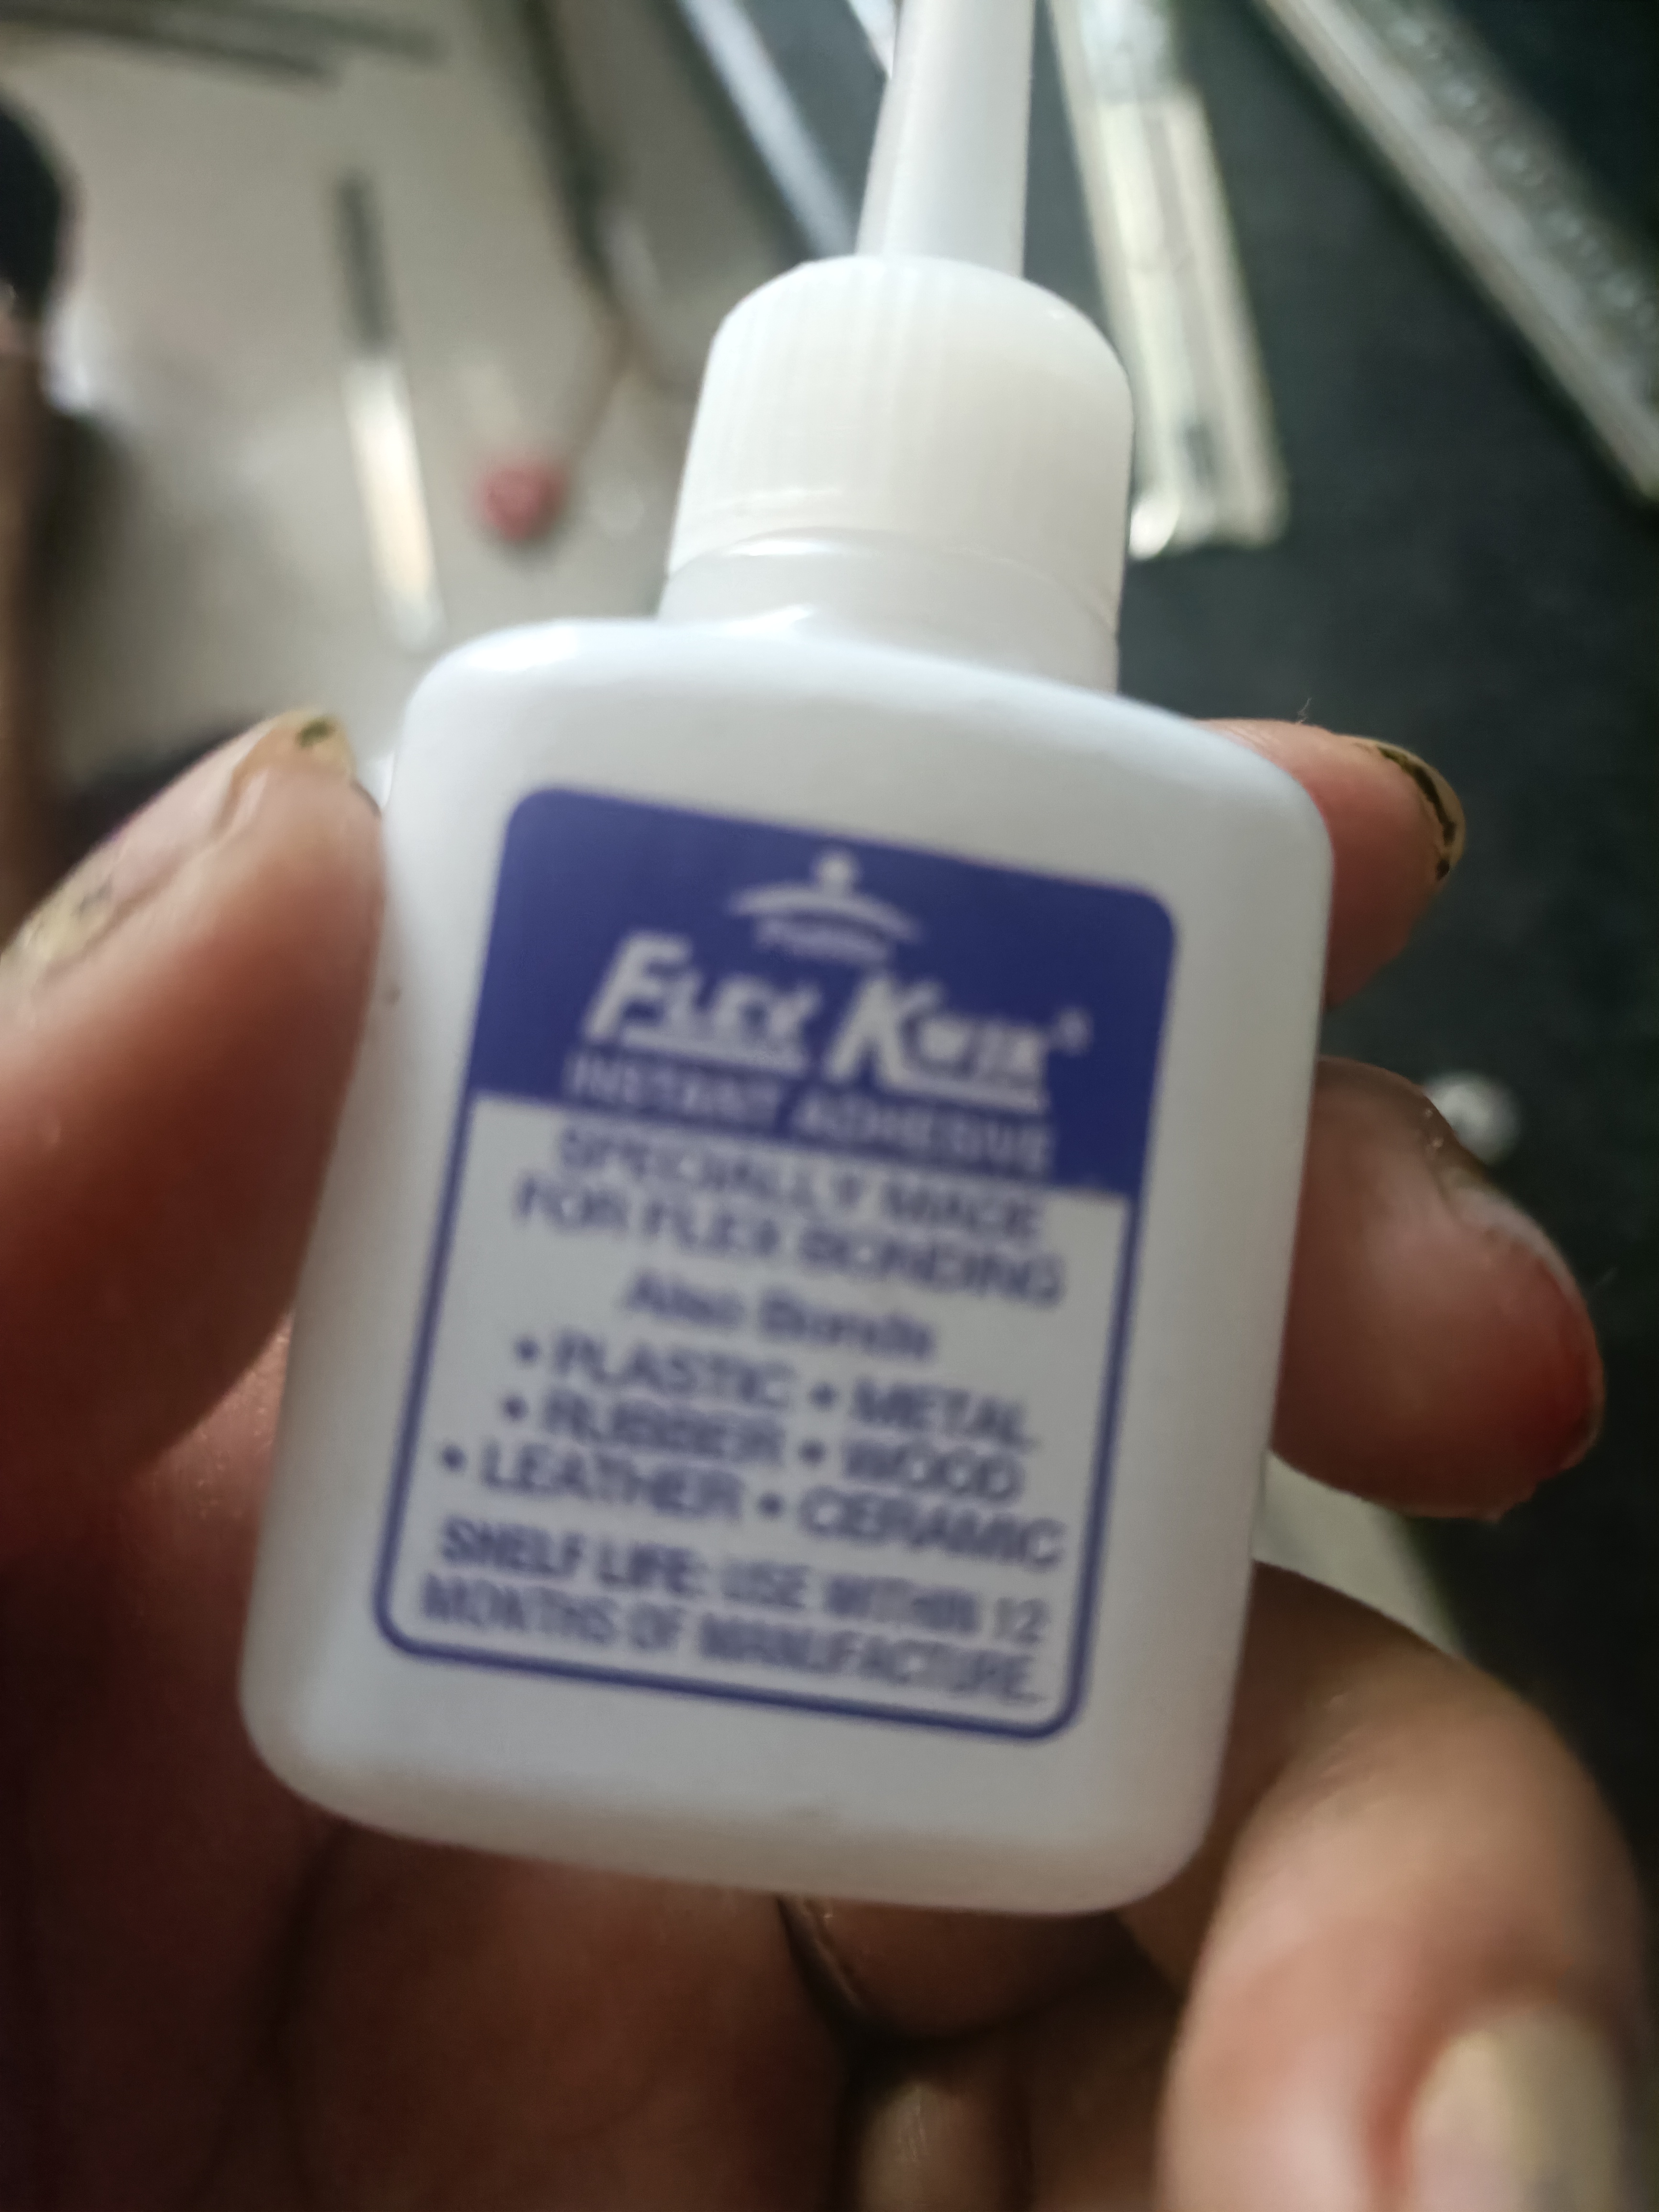 FLEX KWIK®
INSTANT ADHESIVE
SPECIALLY MADE
FOR FLEX BONDING
Also Bonds
• PLASTIC • METAL
• RUBBER • WOOD
• LEATHER • CERAMIC
SHELF LIFE: USE WITHIN 12
MONTHS OF MANUFACTURE.